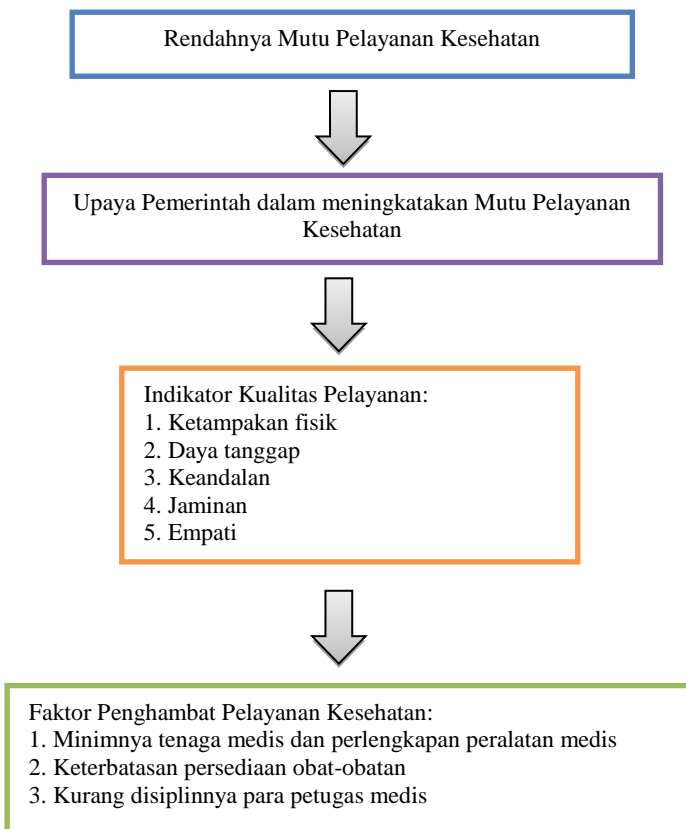 Rendahnya Mutu Pelayanan Kesehatan
Upaya Pemerintah dalam meningkatakan Mutu Pelayanan
Kesehatan
Indikator Kualitas Pelayanan:
1. Ketampakan fisik
2. Daya tanggap
3. Keandalan
4. Jaminan
5. Empati
Faktor Penghambat Pelayanan Kesehatan:
1. Minimnya tenaga medis dan perlengkapan peralatan medis
2. Keterbatasan persediaan obat-obatan
3. Kurang disiplinnya para petugas medis